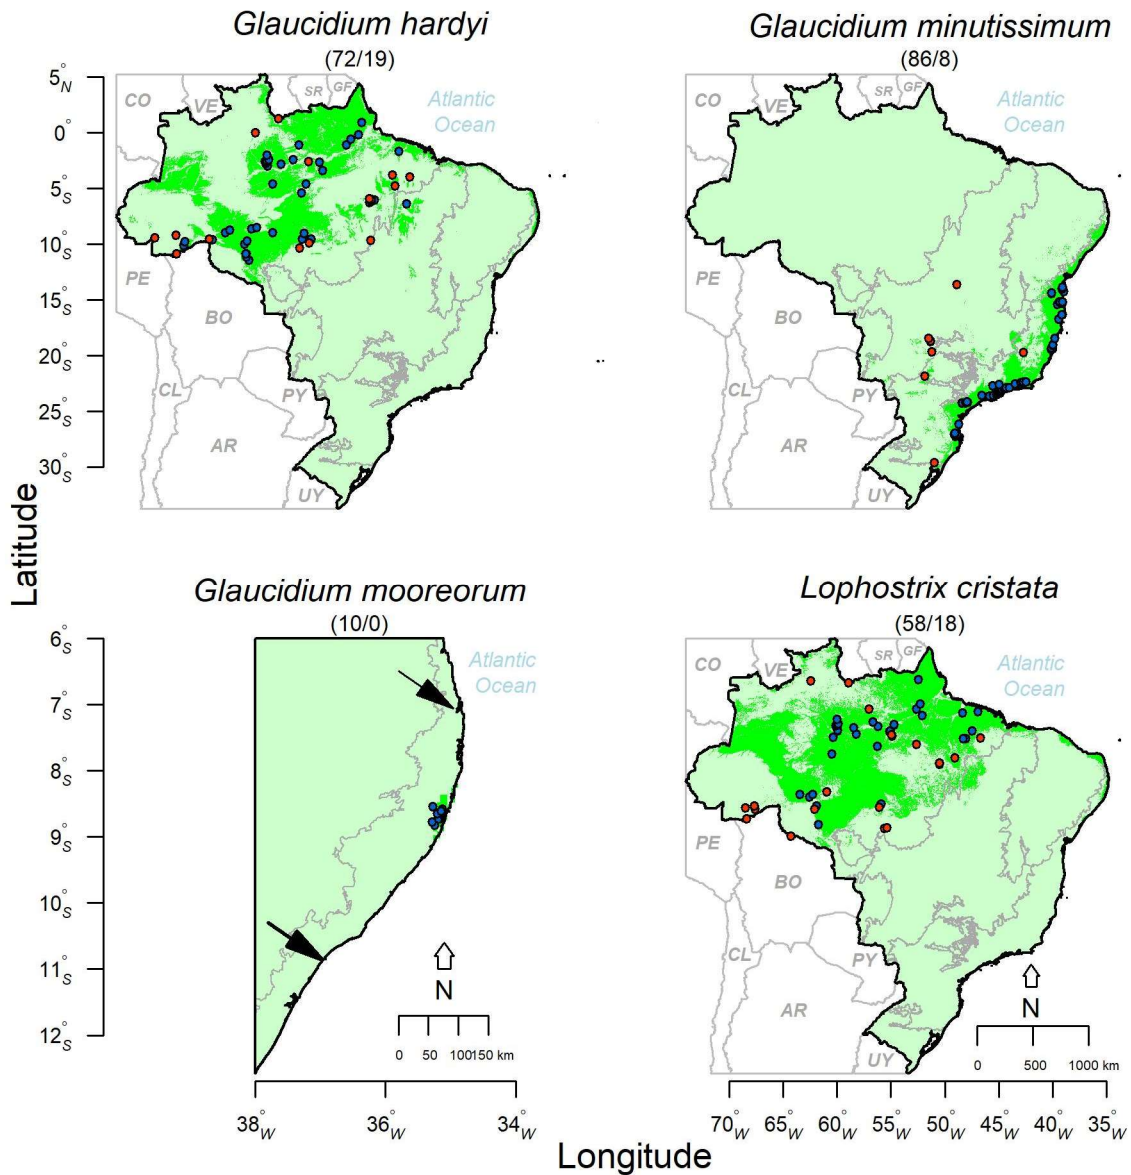 Glaucidium hardyi
(72/19)
Glaucidium minutissimum
(86/8)
5°N
0°
5°S
10°S
15°S
20°S
25°S
30°S
CO
VE
SR
GF
Atlantic
Ocean
PE
BO
CL
PY
AR
UY
CO
VE
SR
GF
Atlantic
Ocean
PE
BO
CL
PY
AR
UY
Latitude
Glaucidium mooreorum
(10/0)
Lophostrix cristata
(58/18)
6°S
7°S
8°S
9°S
10°S
11°S
12°S
Atlantic
Ocean
N
0 50 100 150 km
38°W 36°W 34°W
CO
VE
SR
GF
Atlantic
Ocean
PE
BO
CL
PY
AR
UY
N
0 500 1000 km
70°W 65°W 60°W 55°W 50°W 45°W 40°W 35°W
Longitude